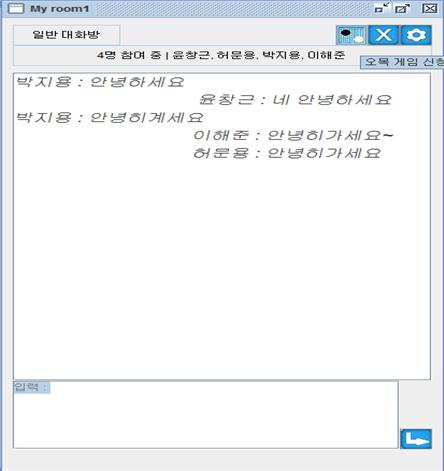 My room1
일반 대화방
4명 참여 중 | 윤창근, 허문용, 박지용, 이해준
오목 게임 신청
박지용 : 안녕하세요
윤창근 : 네 안녕하세요
박지용 : 안녕히계세요
이해준 : 안녕히가세요~
허문용 : 안녕히가세요
입력 :